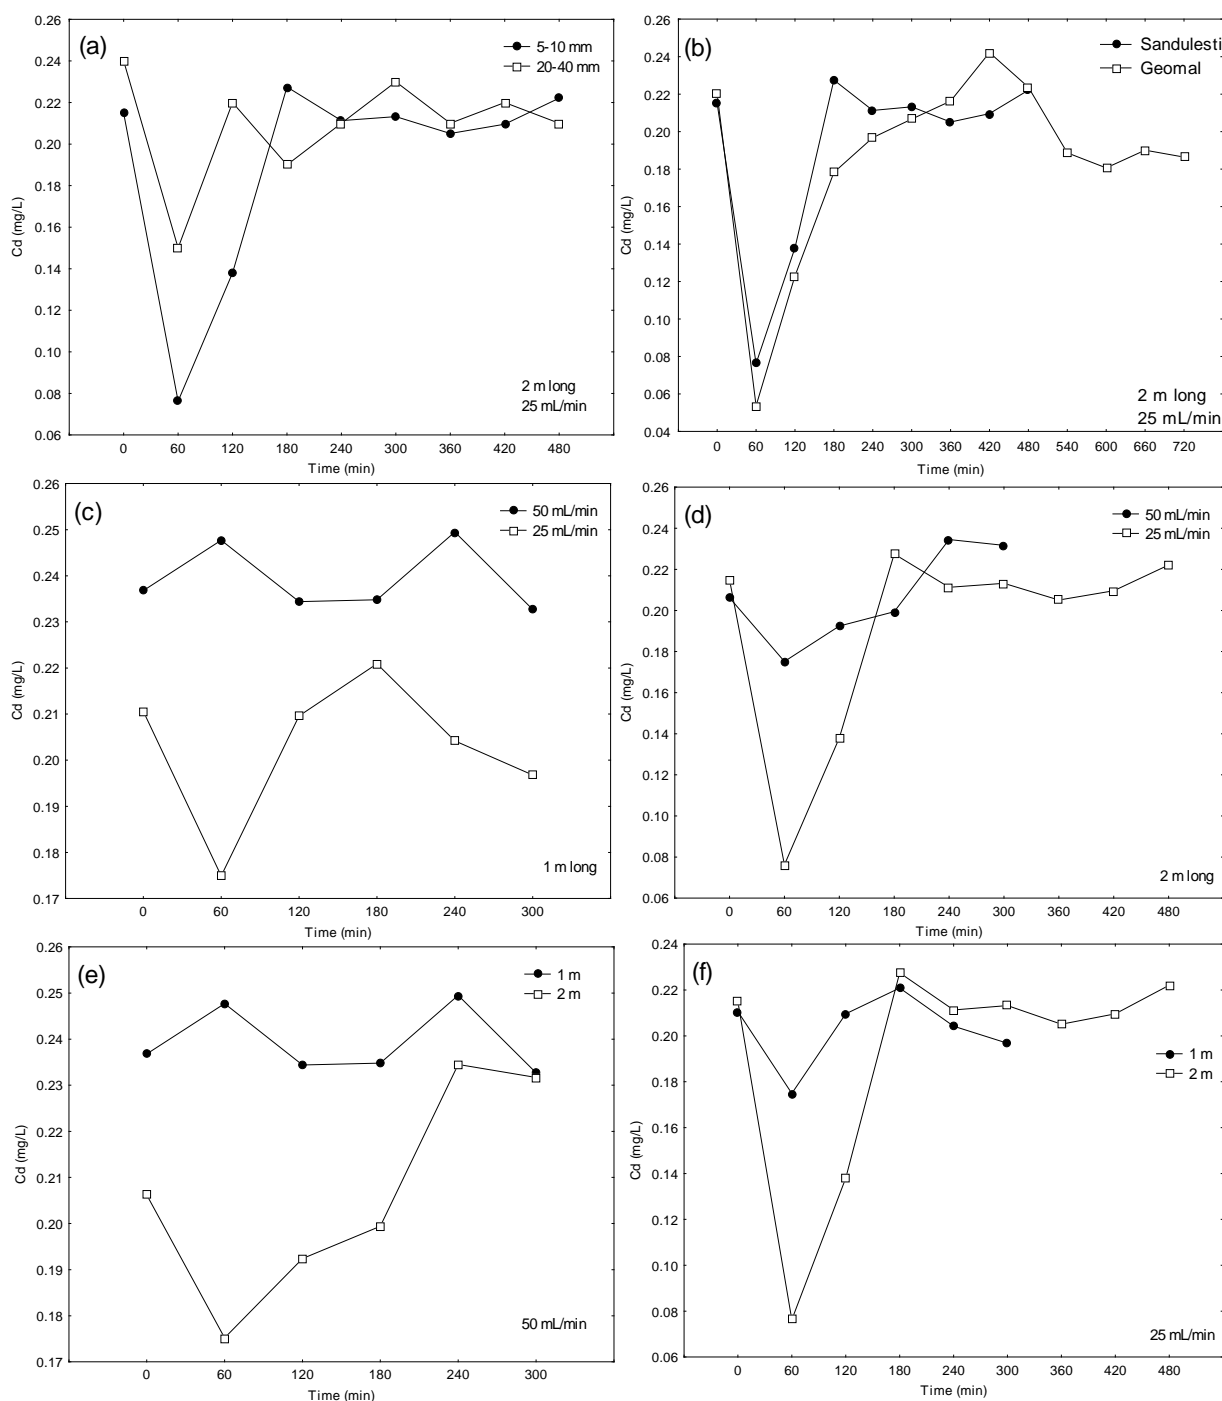 (a)
5-10 mm
20-40 mm
0.26
0.24
0.22
0.20
0.18
0.16
0.14
0.12
0.10
0.08
0.06
Cd (mg/L)
2 m long
25 mL/min
0 60 120 180 240 300 360 420 480
Time (min)
(b)
Sandulesti
Geomal
0.26
0.24
0.22
0.20
0.18
0.16
0.14
0.12
0.10
0.08
0.06
0.04
Cd (mg/L)
2 m long
25 mL/min
0 60 120 180 240 300 360 420 480 540 600 660 720
Time (min)
(c)
50 mL/min
25 mL/min
0.26
0.25
0.24
0.23
0.22
0.21
0.20
0.19
0.18
0.17
Cd (mg/L)
1 m long
0 60 120 180 240 300
Time (min)
(d)
50 mL/min
25 mL/min
0.26
0.24
0.22
0.20
0.18
0.16
0.14
0.12
0.10
0.08
0.06
Cd (mg/L)
2 m long
0 60 120 180 240 300 360 420 480
Time (min)
(e)
1 m
2 m
0.26
0.25
0.24
0.23
0.22
0.21
0.20
0.19
0.18
0.17
Cd (mg/L)
50 mL/min
0 60 120 180 240 300
Time (min)
(f)
1 m
2 m
0.24
0.22
0.20
0.18
0.16
0.14
0.12
0.10
0.08
0.06
Cd (mg/L)
25 mL/min
0 60 120 180 240 300 360 420 480
Time (min)